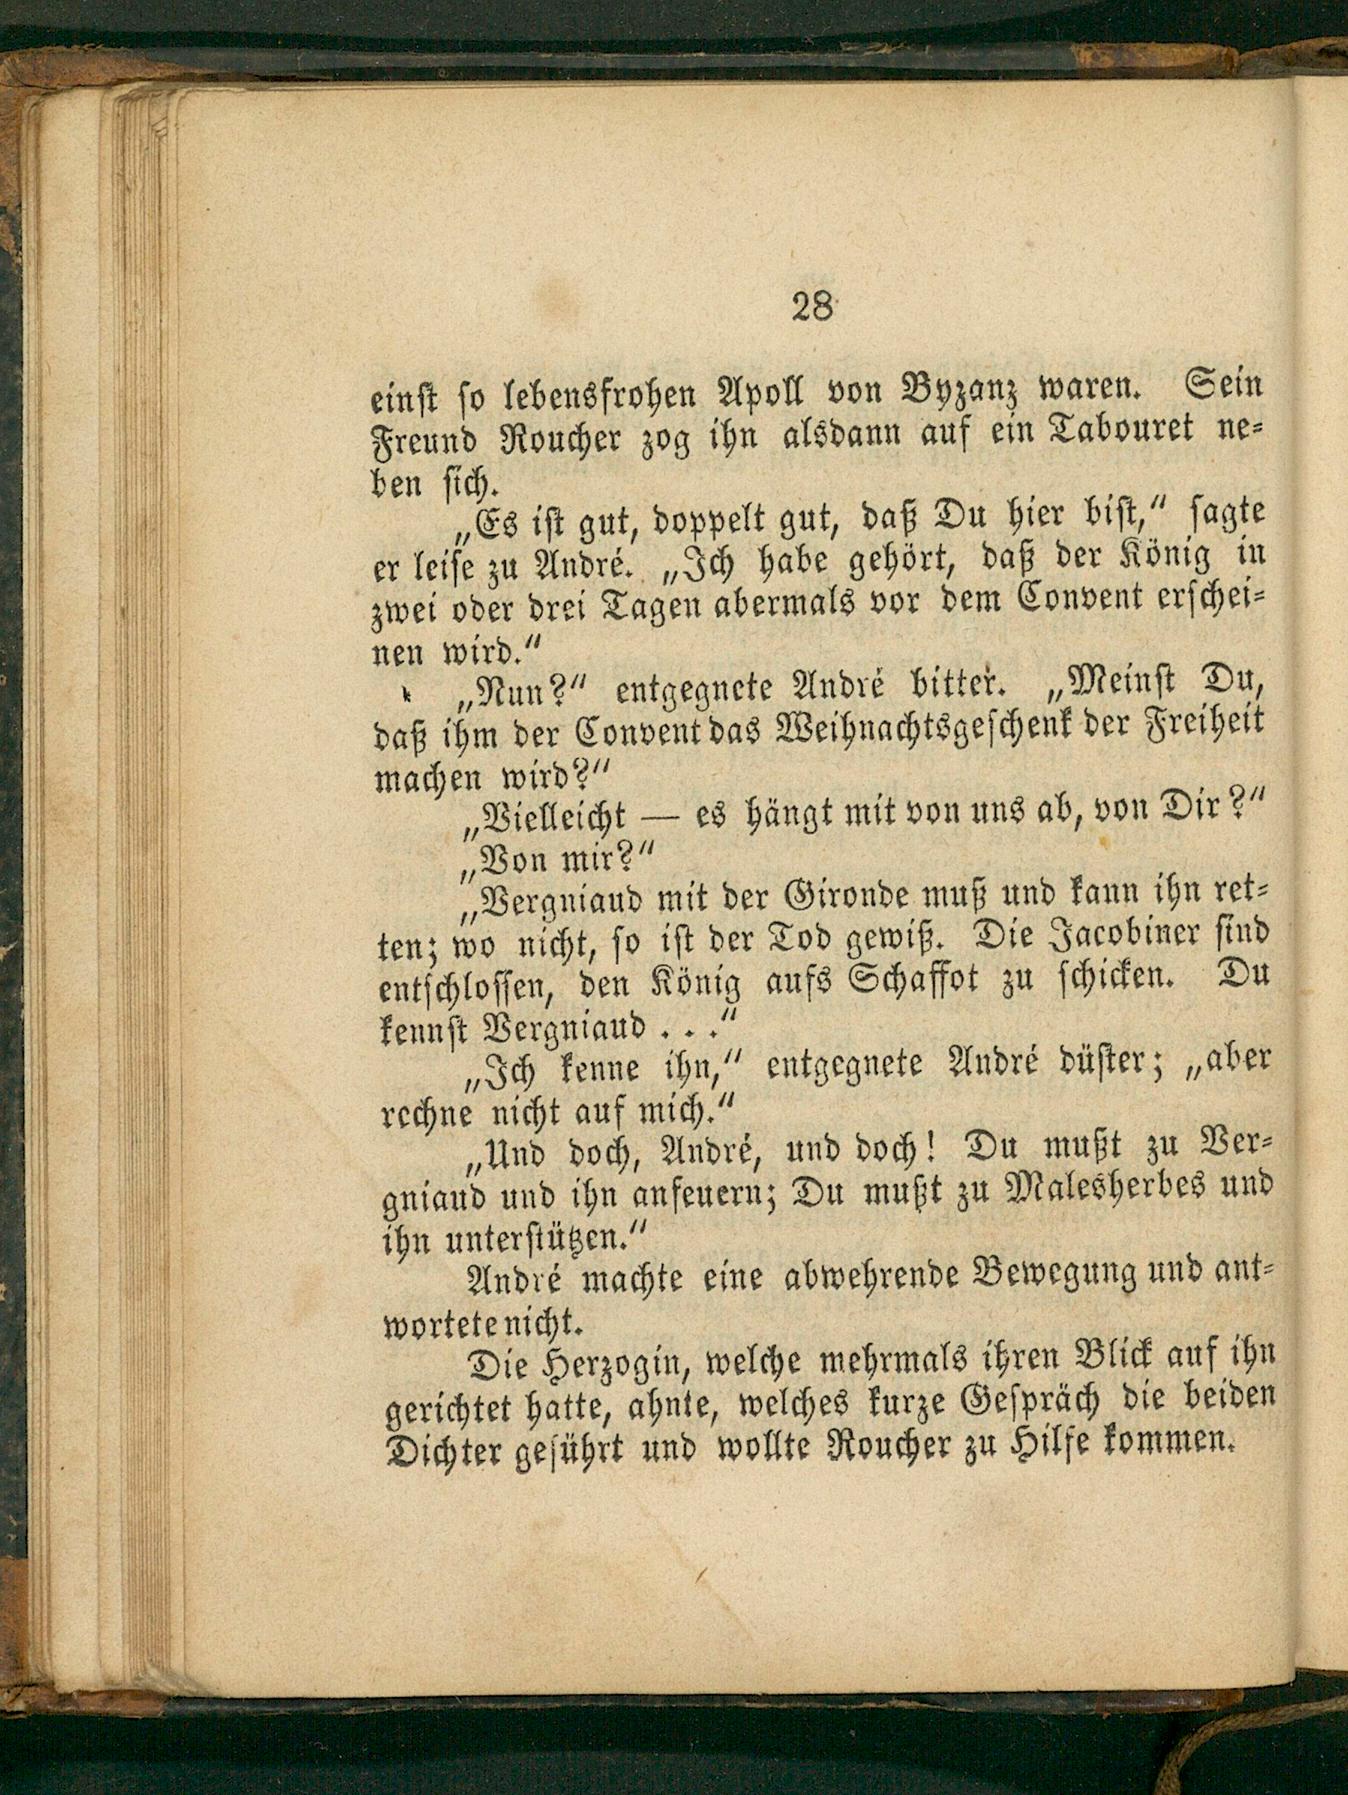 28
einst so lebensfrohen Apoll von Byzanz waren. Sein
Freund Roucher zog ihn alsdann auf ein Tabouret ne-
ben sich.
„Es ist gut, doppelt gut, daß Du hier bist,“ sagte
er leise zu André. „Ich habe gehört, daß der König in
zwei oder drei Tagen abermals vor dem Convent erschei-
nen wird.“
„Nun?“ entgegnete André bitter. „Meinst Du,
daß ihm der Convent das Weihnachtsgeschenk der Freiheit
machen wird?“
„Vielleicht — es hängt mit von uns ab, von Dir?“
„Von mir?“
„Vergniaud mit der Gironde muß und kann ihn ret-
ten; wo nicht, so ist der Tod gewiß. Die Jacobiner sind
entschlossen, den König aufs Schaffot zu schicken. Du
kennst Vergniaud . . .“
„Ich kenne ihn,“ entgegnete André düster; „aber
rechne nicht auf mich.“
„Und doch, André, und doch! Du mußt zu Ver-
gniaud und ihn anfeuern; Du mußt zu Malesherbes und
ihn unterstützen.“
André machte eine abwehrende Bewegung und ant-
wortete nicht.
Die Herzogin, welche mehrmals ihren Blick auf ihn
gerichtet hatte, ahnte, welches kurze Gespräch die beiden
Dichter geführt und wollte Roucher zu Hilfe kommen.